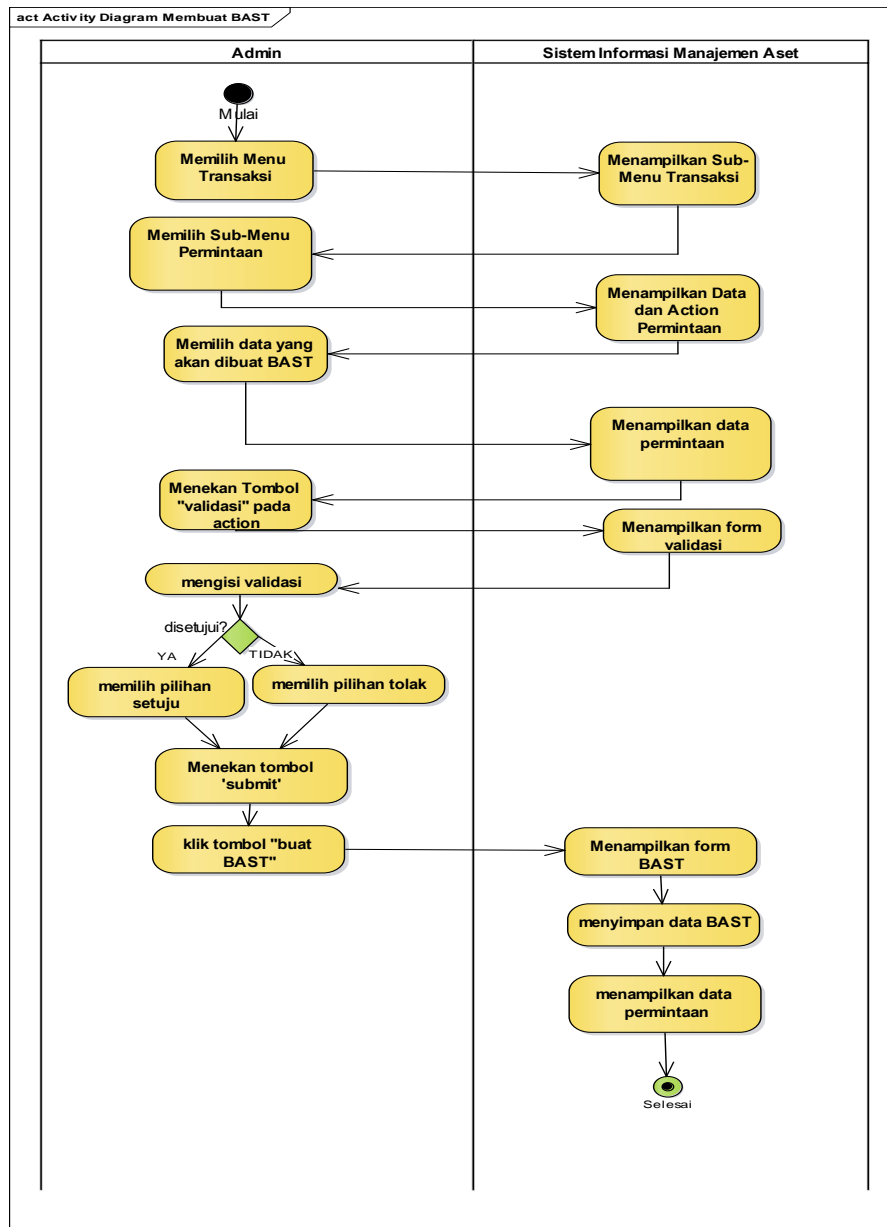 act Activity Diagram Membuat BAST
Admin
Sistem Informasi Manajemen Aset
Mulai
Memilih Menu
Transaksi
Menampilkan Sub-
Menu Transaksi
Memilih Sub-Menu
Permintaan
Menampilkan Data
dan Action
Permintaan
Memilih data yang
akan dibuat BAST
Menampilkan data
permintaan
Menekan Tombol
"validasi" pada
action
Menampilkan form
validasi
mengisi validasi
disetujui?
YA
TIDAK
memilih pilihan
setuju
memilih pilihan tolak
Menekan tombol
'submit'
klik tombol "buat
BAST"
Menampilkan form
BAST
menyimpan data BAST
menampilkan data
permintaan
Selesai